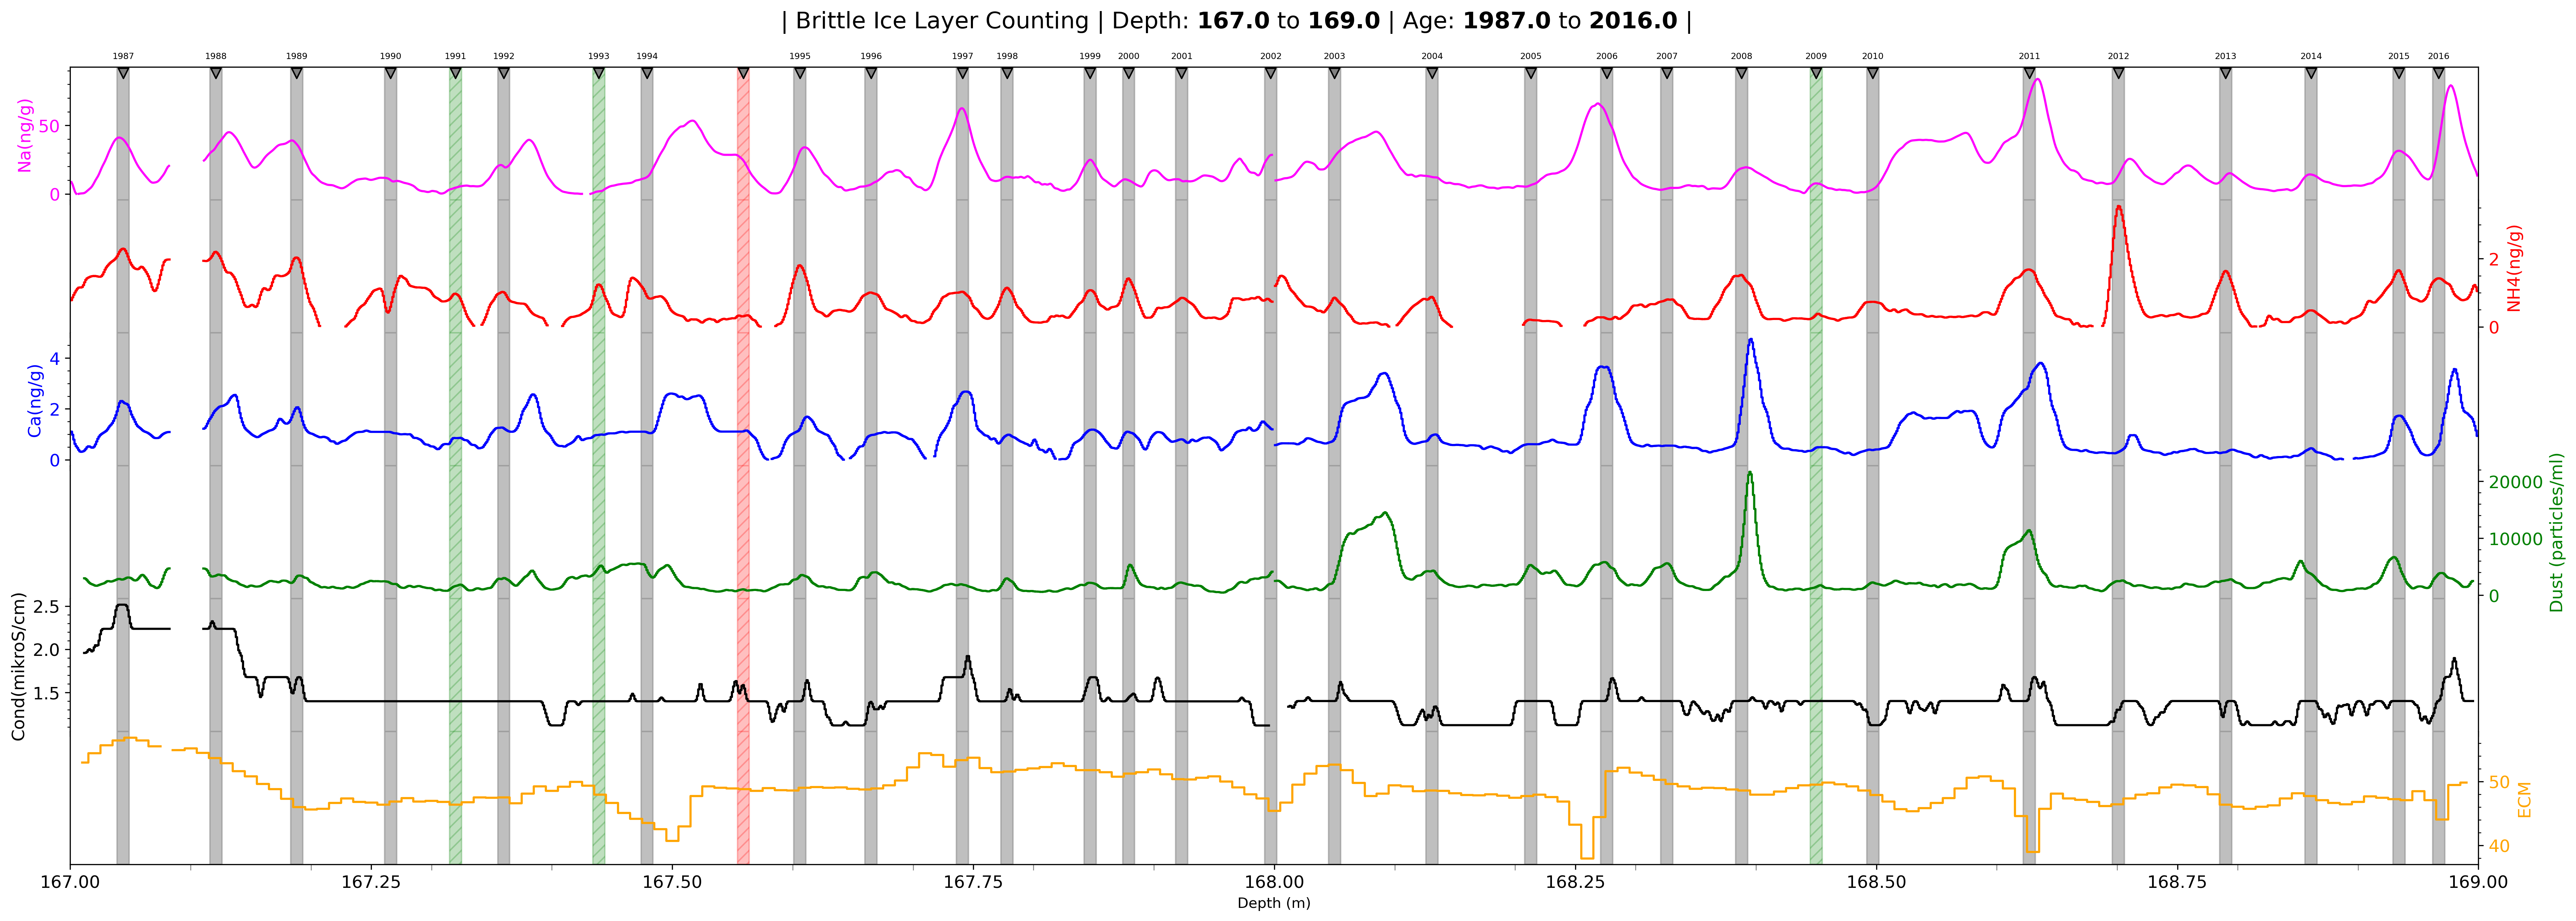 | Brittle Ice Layer Counting | Depth: 167.0 to 169.0 | Age: 1987.0 to 2016.0 |
1987 1988 1989 1990 1991 1992 1993 1994 1995 1996 1997 1998 1999 2000 2001 2002 2003 2004 2005 2006 2007 2008 2009 2010 2011 2012 2013 2014 2015 2016
Na(ng/g)
50
0
NH4(ng/g)
2
0
Ca(ng/g)
4
2
0
Dust (particles/ml)
20000
10000
0
Cond(mikroS/cm)
2.5
2.0
1.5
ECM
50
40
167.00 167.25 167.50 167.75 168.00 168.25 168.50 168.75 169.00
Depth (m)